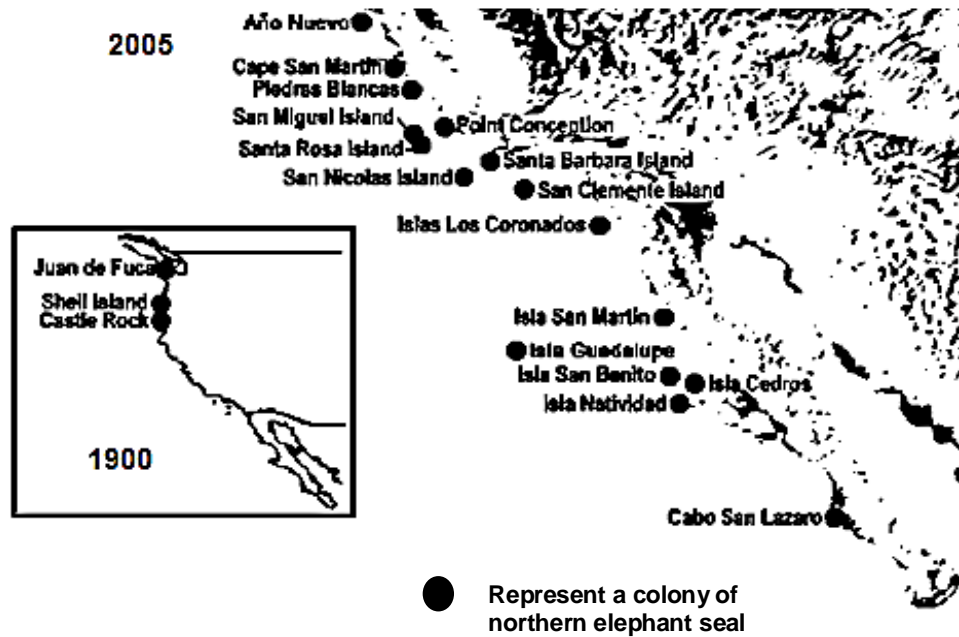 2005
Año Nuevo
Cape San Martin
Piedras Blancas
San Miguel Island
Point Conception
Santa Rosa Island
Santa Barbara Island
San Nicolas Island
San Clemente Island
Islas Los Coronados
Juan de Fuca
Shell Island
Castle Rock
Isla San Martin
Isla Guadalupe
Isla San Benito
Isla Cedros
Isla Natividad
1900
Cabo San Lazaro
Represent a colony of
northern elephant seal